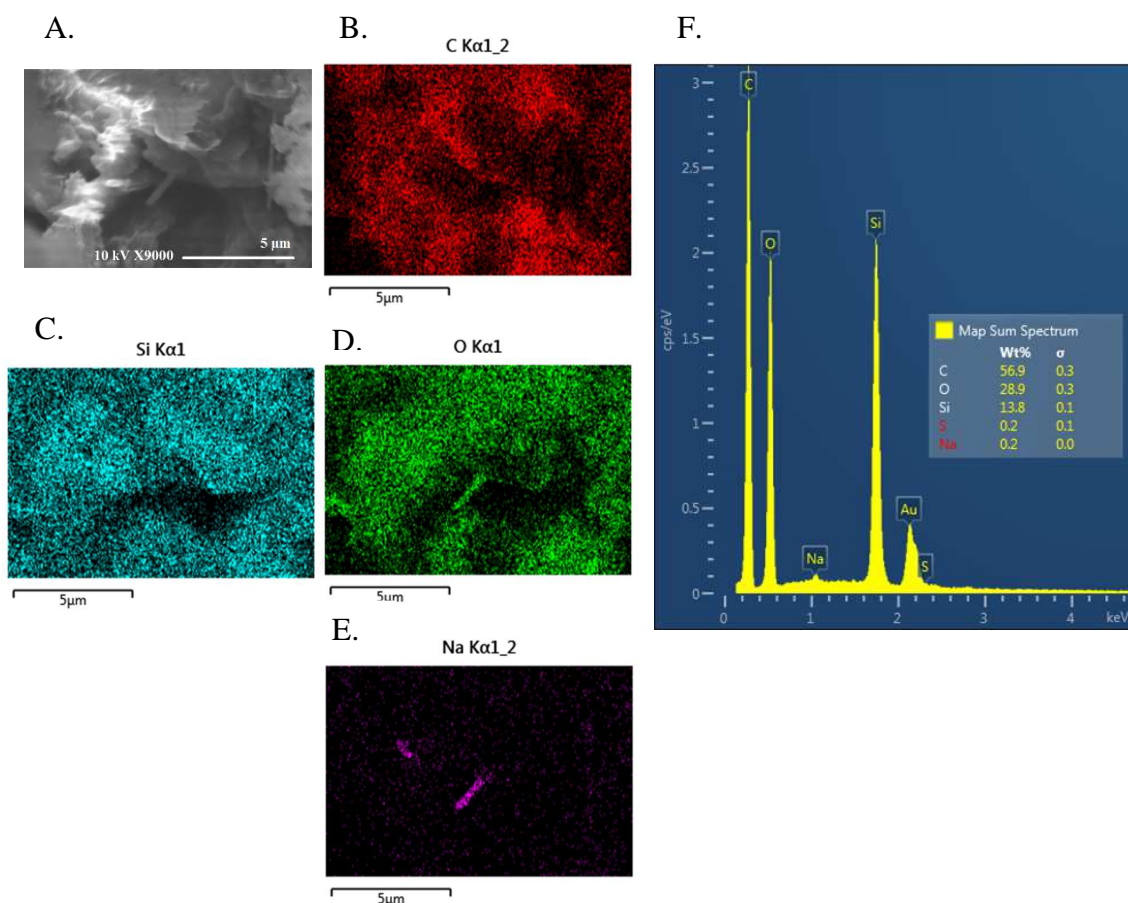 A.
10 kV X9000
5 µm
B.
C Kα1_2
5µm
C.
Si Kα1
5µm
D.
O Kα1
5µm
E.
Na Kα1_2
5µm
F.
3
2.5
2
1.5
1
0.5
0
cps/eV
C
O
Na
Si
Au
S
Map Sum Spectrum
Wt% σ
C 56.9 0.3
O 28.9 0.3
Si 13.8 0.1
S 0.2 0.1
Na 0.2 0.0
0 1 2 3 4 keV